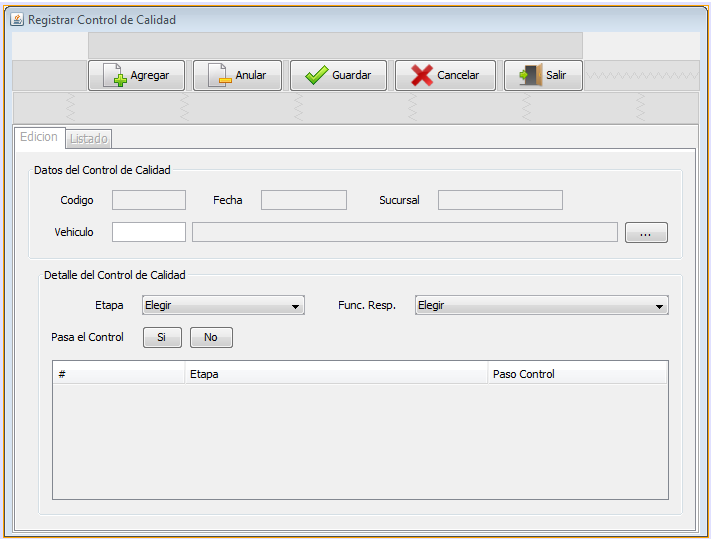 Registrar Control de Calidad
Agregar Anular Guardar Cancelar Salir
Edicion Listado
Datos del Control de Calidad
Codigo Fecha Sucursal
Vehiculo ...
Detalle del Control de Calidad
Etapa Elegir Func. Resp. Elegir
Pasa el Control Si No
# Etapa Paso Control